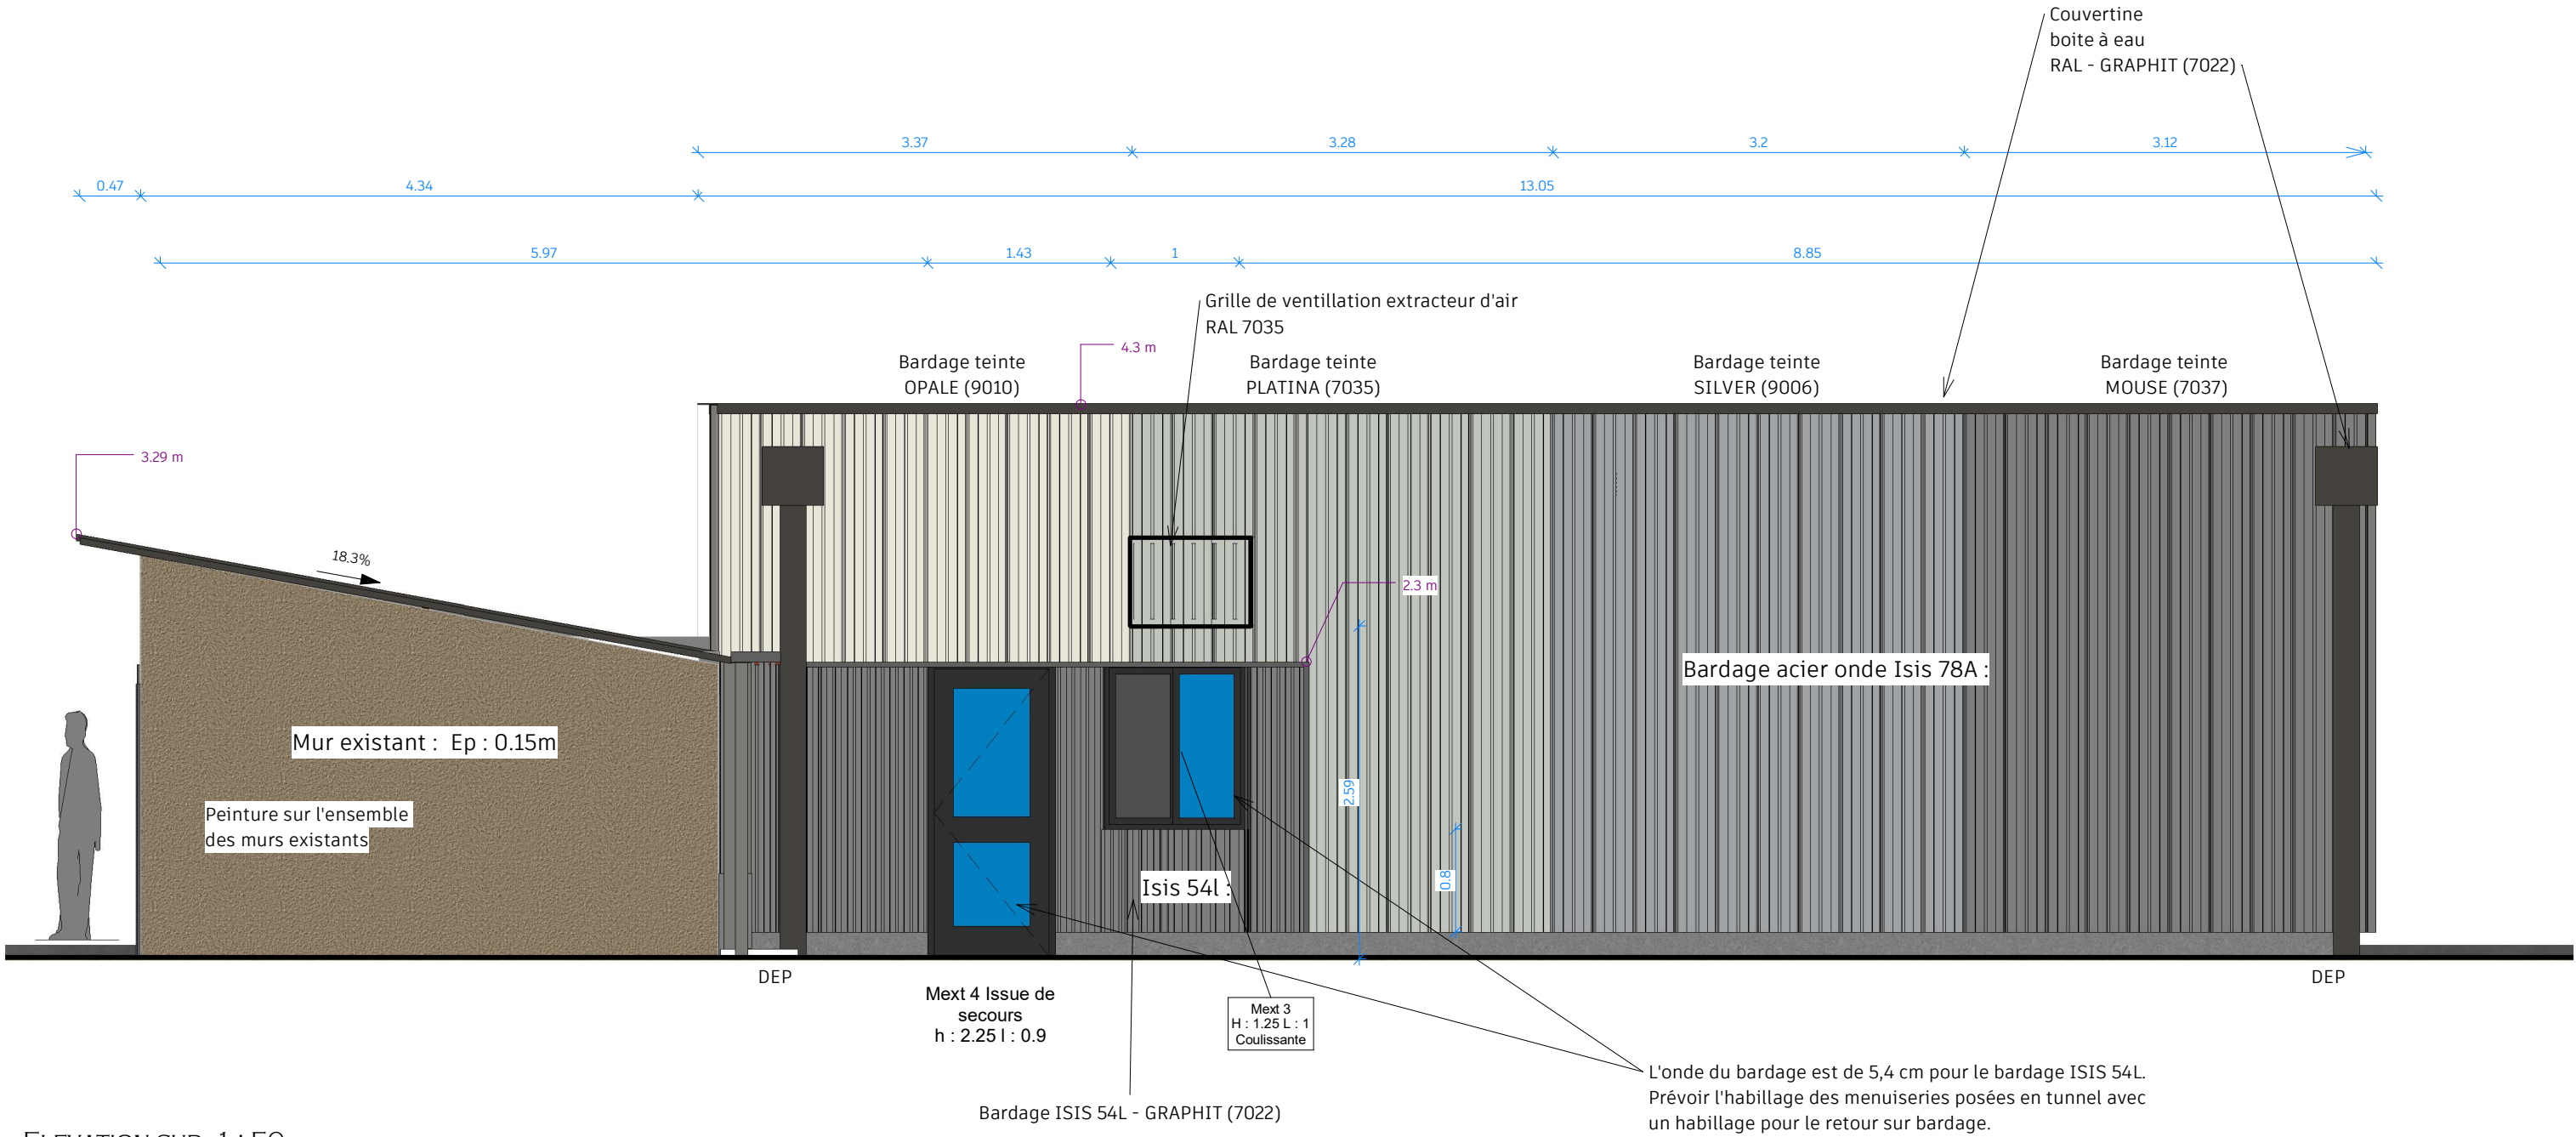 Couvertine
boite à eau
RAL - GRAPHIT (7022)
3.37
3.28
3.2
3.12
0.47
4.34
13.05
5.97
1.43
1
8.85
Grille de ventillation extracteur d'air
RAL 7035
4.3 m
Bardage teinte
OPALE (9010)
Bardage teinte
PLATINA (7035)
Bardage teinte
SILVER (9006)
Bardage teinte
MOUSE (7037)
3.29 m
18.3%
2.3 m
Bardage acier onde Isis 78A :
Mur existant :  Ep : 0.15m
Peinture sur l'ensemble
des murs existants
2.59
0.8
Isis 54l :
DEP
DEP
Mext 4 Issue de
secours
h : 2.25 l : 0.9
Mext 3
H : 1.25 L : 1
Coulissante
L'onde du bardage est de 5,4 cm pour le bardage ISIS 54L.
Prévoir l'habillage des menuiseries posées en tunnel avec
un habillage pour le retour sur bardage.
Bardage ISIS 54L - GRAPHIT (7022)